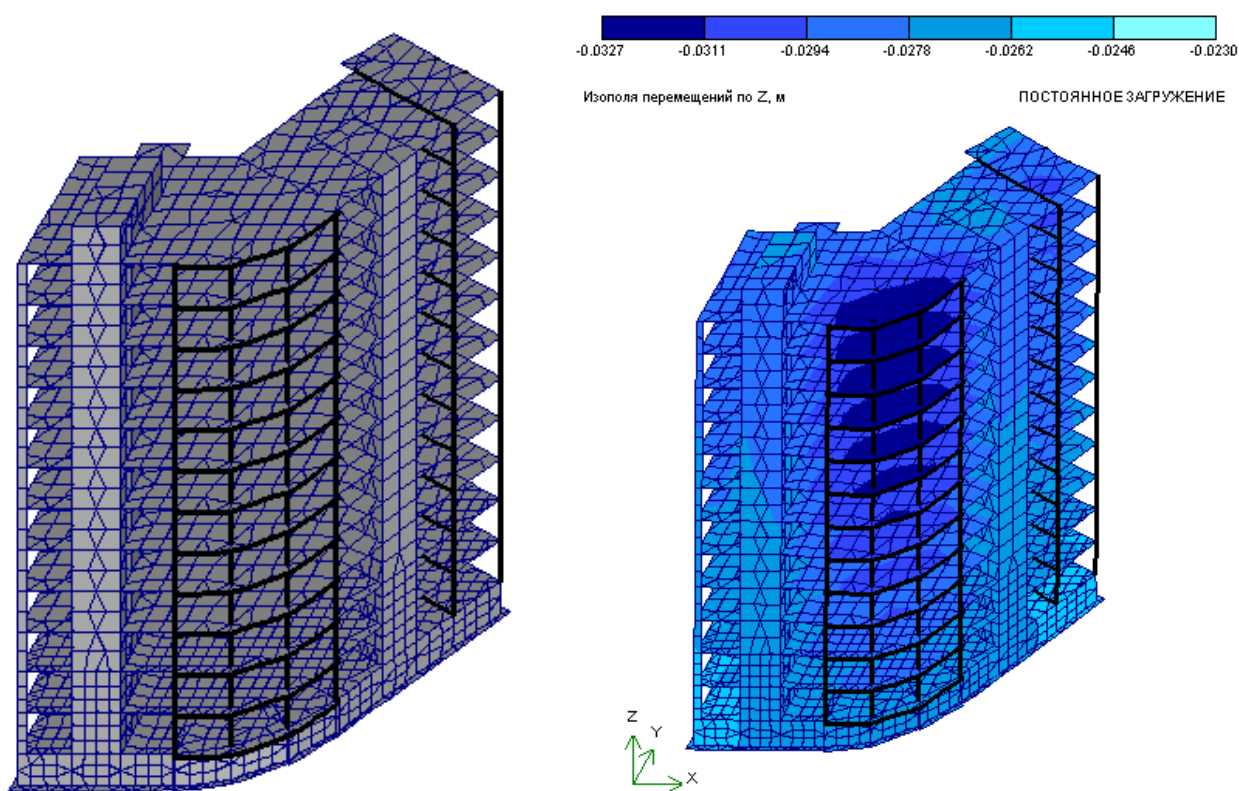 -0.0327 -0.0311 -0.0294 -0.0278 -0.0262 -0.0246 -0.0230
Изополя перемещений по Z, м ПОСТОЯННОЕ ЗАГРУЖЕНИЕ
Z
Y
X